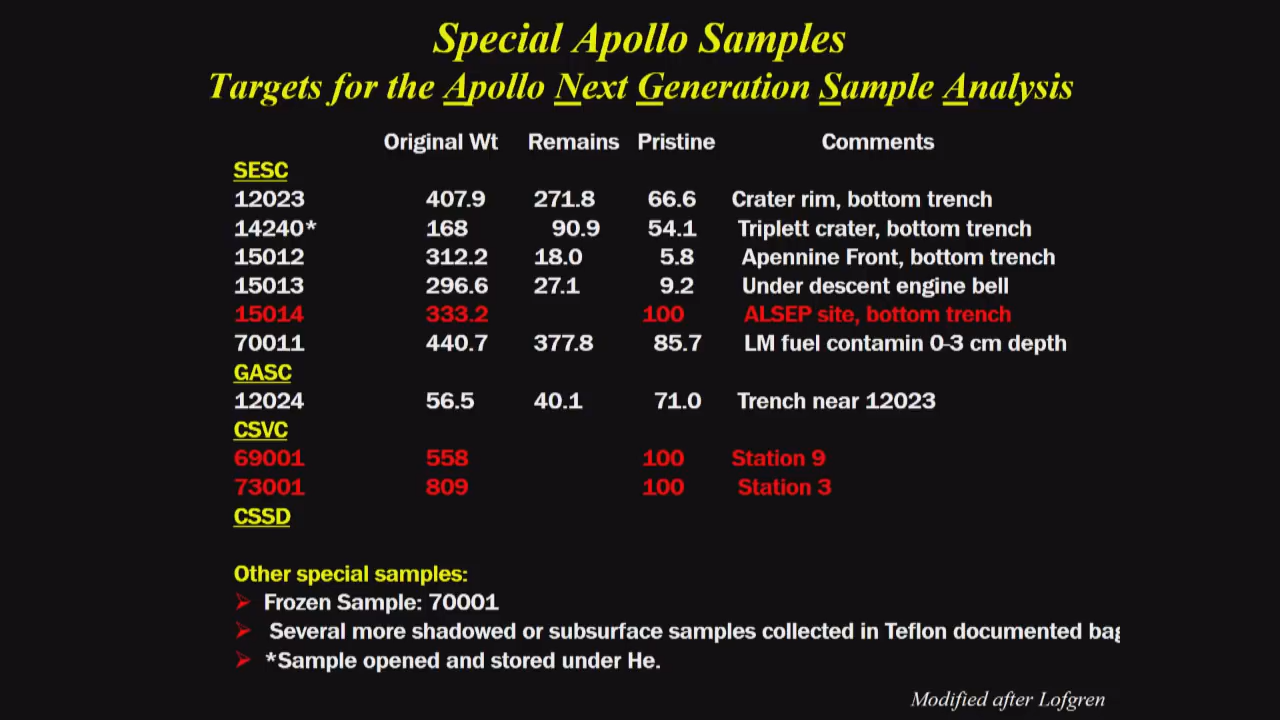 Special Apollo Samples
Targets for the Apollo Next Generation Sample Analysis
Original Wt Remains Pristine Comments
SESC
12023 407.9 271.8 66.6 Crater rim, bottom trench
14240* 168 90.9 54.1 Triplett crater, bottom trench
15012 312.2 18.0 5.8 Apennine Front, bottom trench
15013 296.6 27.1 9.2 Under descent engine bell
15014 333.2 100 ALSEP site, bottom trench
70011 440.7 377.8 85.7 LM fuel contamin 0-3 cm depth
GASC
12024 56.5 40.1 71.0 Trench near 12023
CSVC
69001 558 100 Station 9
73001 809 100 Station 3
CSSD
Other special samples:
Frozen Sample: 70001
Several more shadowed or subsurface samples collected in Teflon documented
*Sample opened and stored under He.
Modified after Lofgren